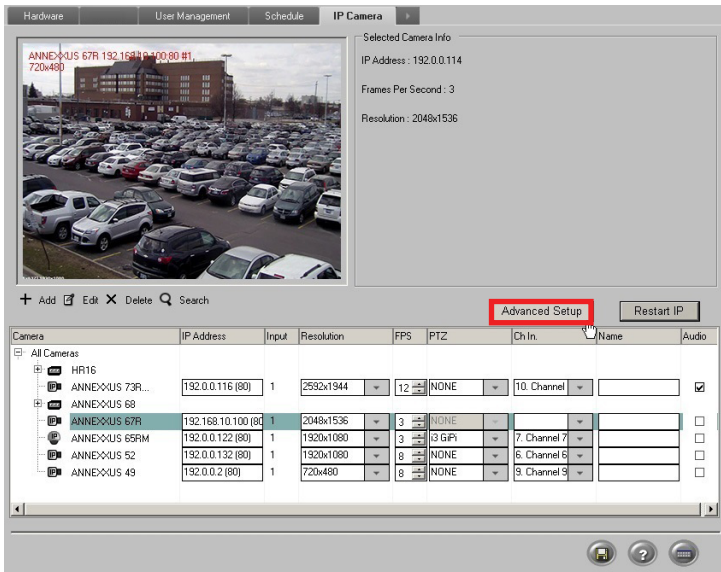 Hardware User Management Schedule IP Camera
ANNEXXUS 67R 192.168.10.100:80 #1,
720x480
Selected Camera Info
IP Address : 192.0.0.114
Frames Per Second : 3
Resolution : 2048x1536
Add Edit Delete Search
Advanced Setup Restart IP
Camera IP Address Input Resolution FPS PTZ Ch In. Name Audio
All Cameras
HR16
ANNEXXUS 73R... 192.0.0.116 (80) 1 2592x1944 12 NONE 10. Channel
ANNEXXUS 68
ANNEXXUS 67R 192.168.10.100 (80 1 2048x1536 3 NONE
ANNEXXUS 65RM 192.0.0.122 (80) 1 1920x1080 3 i3 GiPi 7. Channel 7
ANNEXXUS 52 192.0.0.132 (80) 1 1920x1080 8 NONE 6. Channel 6
ANNEXXUS 49 192.0.0.2 (80) 1 720x480 8 NONE 9. Channel 9